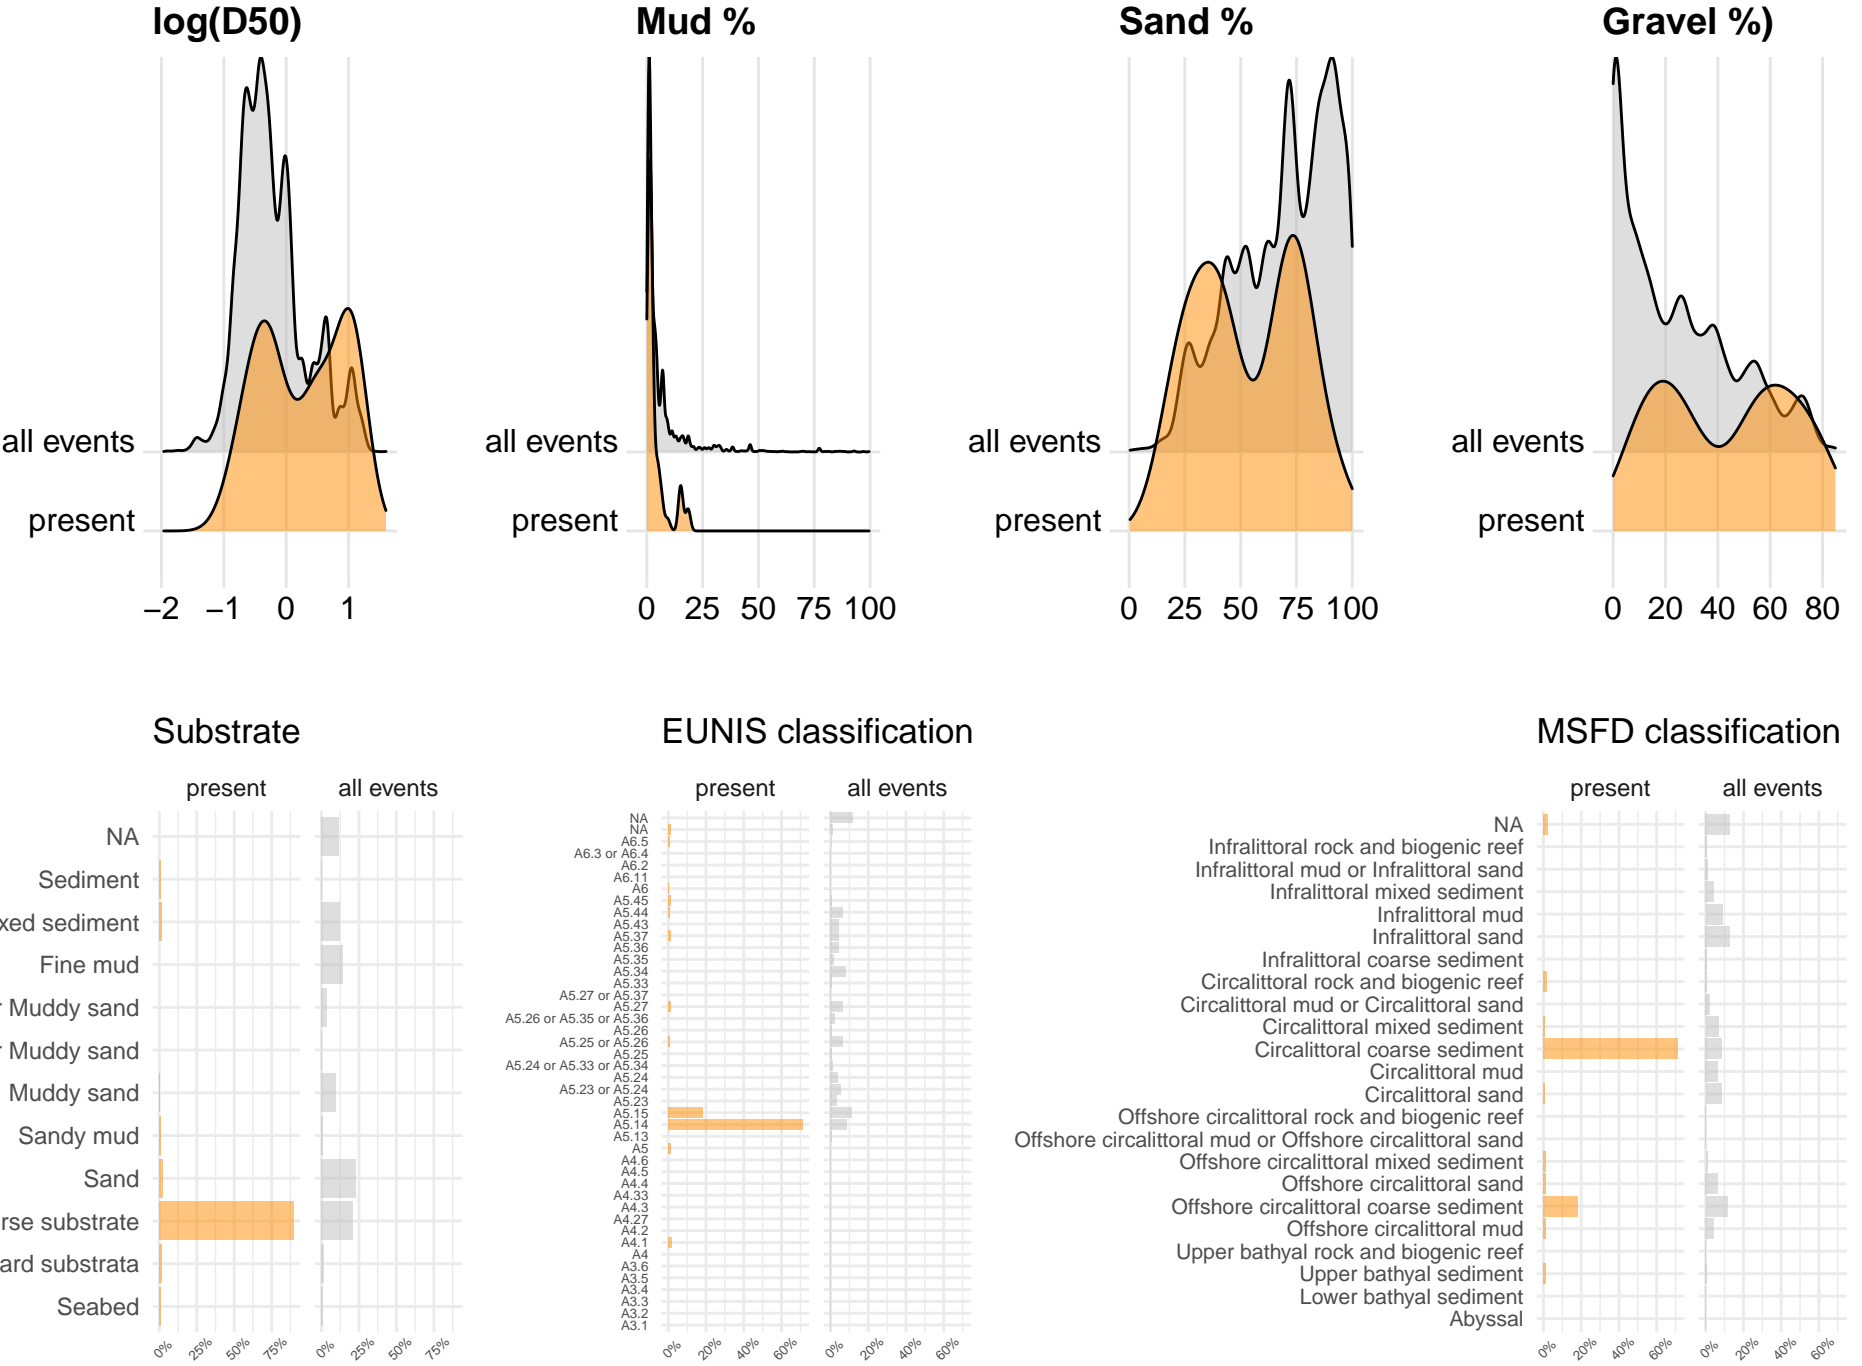 log(D50)
Mud %
Sand %
Gravel %)
all events
present
all events
present
all events
present
all events
present
−2 −1 0 1
0 25 50 75 100
0 25 50 75 100
0 20 40 60 80
Substrate
present all events
NA
Sediment
xed sediment
Fine mud
r Muddy sand
r Muddy sand
Muddy sand
Sandy mud
Sand
rse substrate
ard substrata
Seabed
0% 25% 50% 75% 0% 25% 50% 75%
EUNIS classification
present all events
NA
NA
A6.5
A6.3 or A6.4
A6.2
A6.11
A6
A5.45
A5.44
A5.43
A5.37
A5.36
A5.35
A5.34
A5.33
A5.27 or A5.37
A5.27
A5.26 or A5.35 or A5.36
A5.26
A5.25 or A5.26
A5.25
A5.24 or A5.33 or A5.34
A5.24
A5.23 or A5.24
A5.23
A5.15
A5.14
A5.13
A5
A4.6
A4.5
A4.4
A4.33
A4.3
A4.27
A4.2
A4.1
A4
A3.6
A3.5
A3.4
A3.3
A3.2
A3.1
0% 20% 40% 60% 0% 20% 40% 60%
MSFD classification
present all events
NA
Infralittoral rock and biogenic reef
Infralittoral mud or Infralittoral sand
Infralittoral mixed sediment
Infralittoral mud
Infralittoral sand
Infralittoral coarse sediment
Circalittoral rock and biogenic reef
Circalittoral mud or Circalittoral sand
Circalittoral mixed sediment
Circalittoral coarse sediment
Circalittoral mud
Circalittoral sand
Offshore circalittoral rock and biogenic reef
Offshore circalittoral mud or Offshore circalittoral sand
Offshore circalittoral mixed sediment
Offshore circalittoral sand
Offshore circalittoral coarse sediment
Offshore circalittoral mud
Upper bathyal rock and biogenic reef
Upper bathyal sediment
Lower bathyal sediment
Abyssal
0% 20% 40% 60% 0% 20% 40% 60%